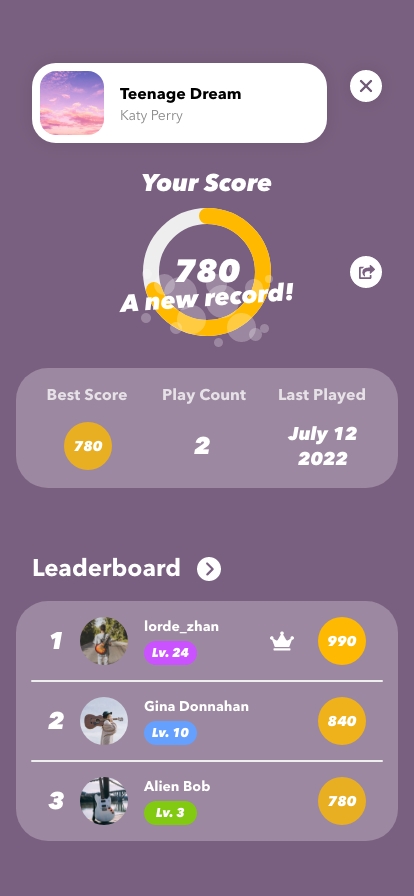 Teenage Dream
Katy Perry
Your Score
780
A new record!
Best Score
Play Count
Last Played
780
2
July 12
2022
Leaderboard
1
lorde_zhan
Lv. 24
990
2
Gina Donnahan
Lv. 10
840
3
Alien Bob
Lv. 3
780